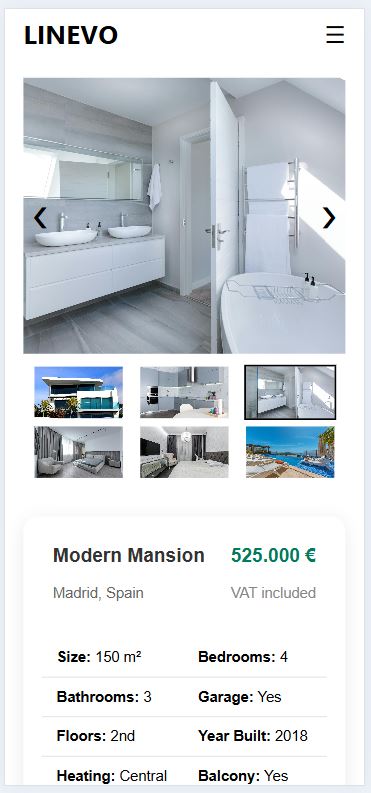 LINEVO
Modern Mansion 525.000 €
Madrid, Spain VAT included
Size: 150 m² Bedrooms: 4
Bathrooms: 3 Garage: Yes
Floors: 2nd Year Built: 2018
Heating: Central Balcony: Yes